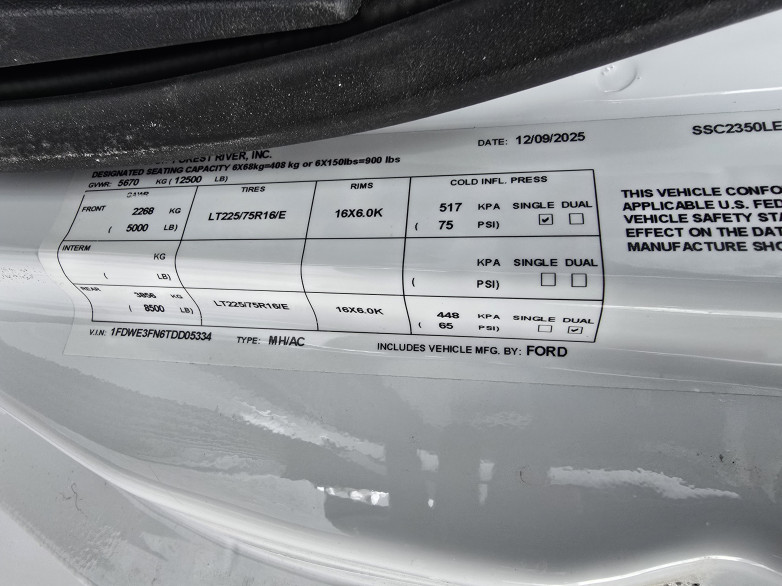 FOREST RIVER, INC. DATE: 12/09/2025 SSC2350LE
DESIGNATED SEATING CAPACITY 6X68kg=408 kg or 6X150lbs=900 lbs
GVWR: 5670 KG ( 12500 LB)
GAWR TIRES RIMS COLD INFL. PRESS
FRONT 2268 KG LT225/75R16/E 16X6.0K 517 KPA SINGLE DUAL
( 5000 LB) ( 75 PSI)
INTERM KG KPA SINGLE DUAL
( LB) ( PSI)
REAR 3856 KG LT225/75R16/E 16X6.0K 448 KPA SINGLE DUAL
( 8500 LB) ( 65 PSI)
V.I.N: 1FDWE3FN6TDD05334 TYPE: MH/AC INCLUDES VEHICLE MFG. BY: FORD
THIS VEHICLE CONFO
APPLICABLE U.S. FED
VEHICLE SAFETY STA
EFFECT ON THE DAT
MANUFACTURE SHO